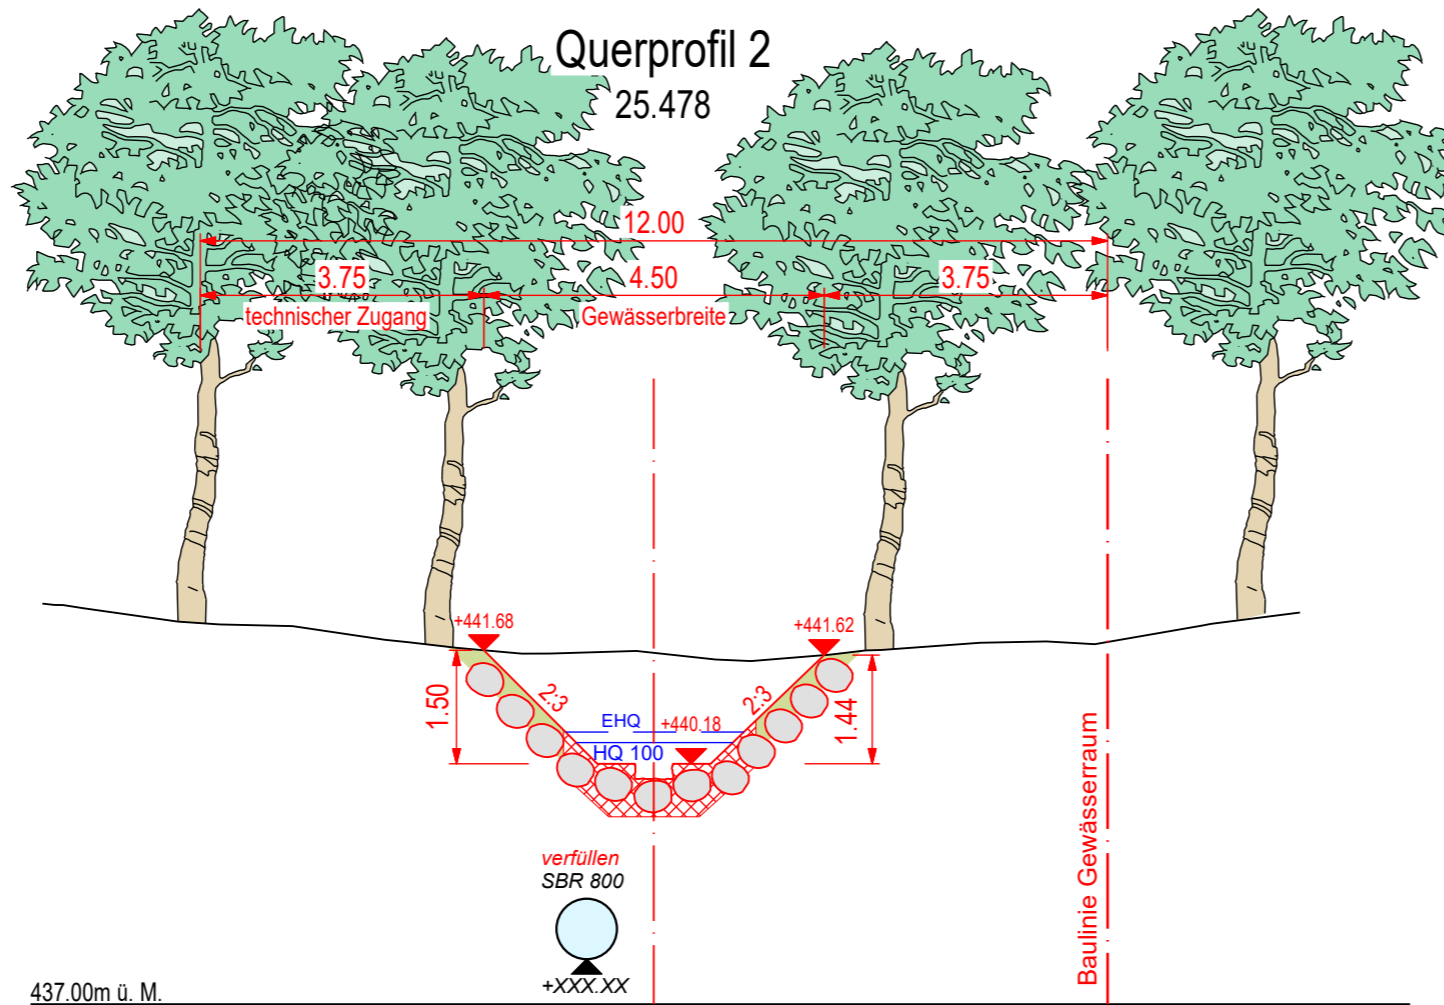 Querprofil 2
25.478
12.00
3.75
4.50
3.75
technischer Zugang
Gewässerbreite
+441.68
+441.62
2:3
2:3
1.50
1.44
EHQ
+440.18
HQ 100
Baulinie Gewässerraum
verfüllen
SBR 800
+XXX.XX
437.00m ü. M.